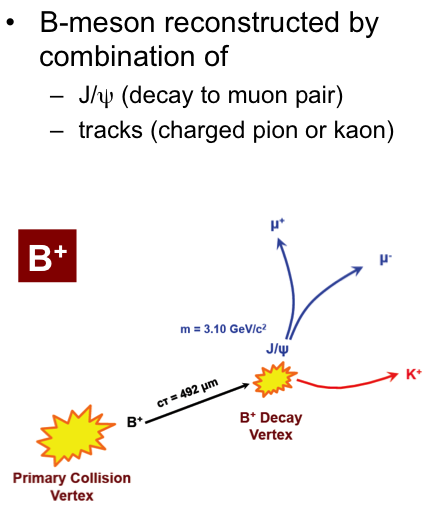 • B-meson reconstructed by
combination of
– J/ψ (decay to muon pair)
– tracks (charged pion or kaon)
B⁺
μ⁺
μ⁻
m = 3.10 GeV/c²
J/ψ
K⁺
cτ = 492 μm
B⁺
B⁺ Decay
Vertex
Primary Collision
Vertex